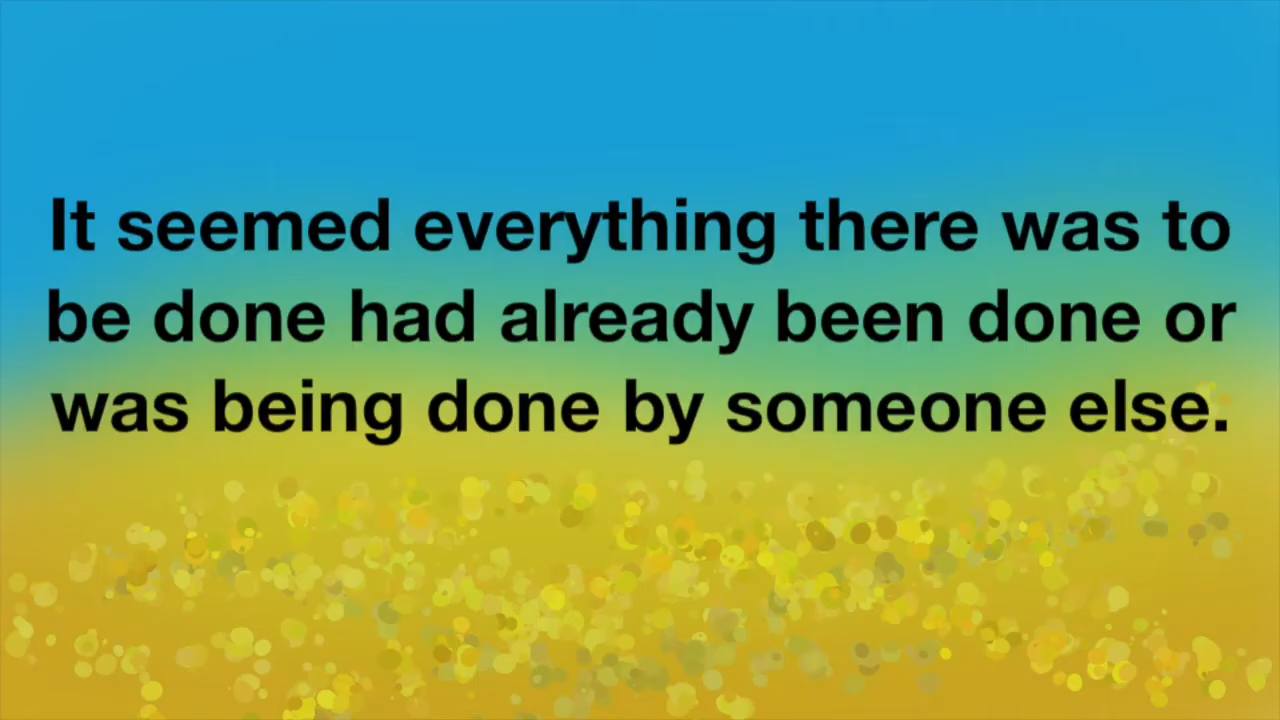 It seemed everything there was to
be done had already been done or
was being done by someone else.